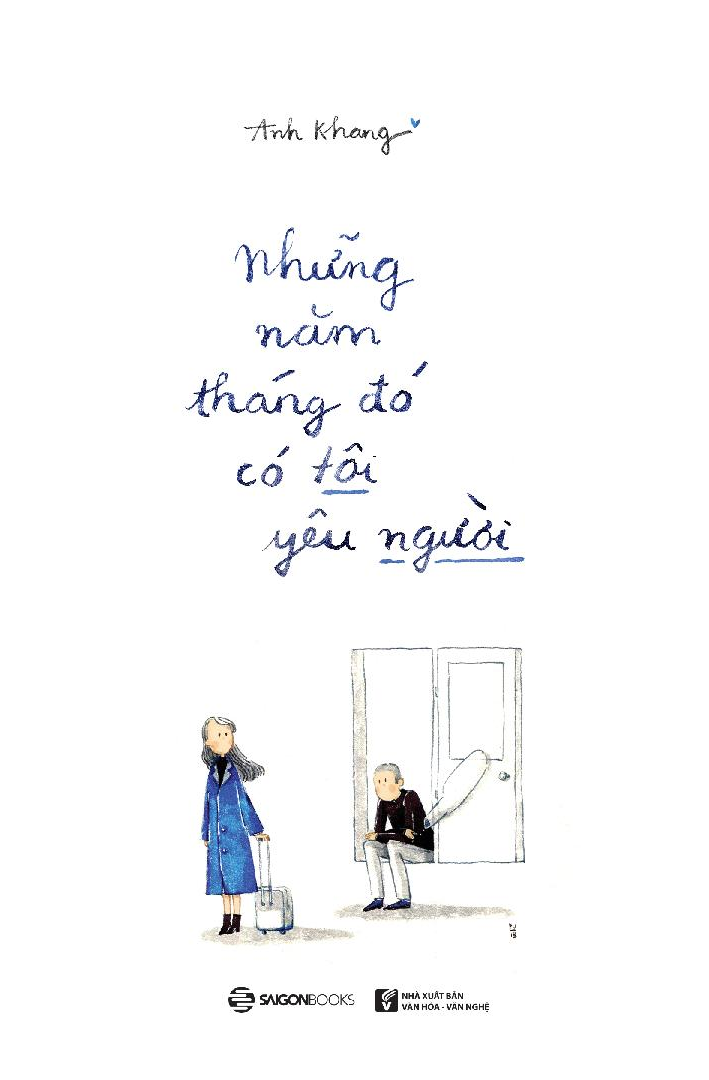 Anh Khang
Những
năm
tháng đó
có tôi
yêu người
SAIGONBOOKS
NHÀ XUẤT BẢN
VĂN HÓA - VĂN NGHỆ